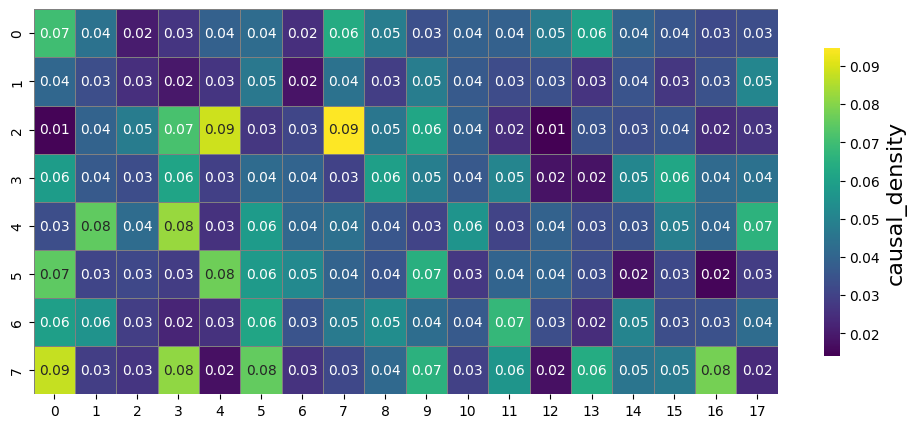 0 0.07 0.04 0.02 0.03 0.04 0.04 0.02 0.06 0.05 0.03 0.04 0.04 0.05 0.06 0.04 0.04 0.03 0.03
1 0.04 0.03 0.03 0.02 0.03 0.05 0.02 0.04 0.03 0.05 0.04 0.03 0.03 0.03 0.04 0.03 0.03 0.05
2 0.01 0.04 0.05 0.07 0.09 0.03 0.03 0.09 0.05 0.06 0.04 0.02 0.01 0.03 0.03 0.04 0.02 0.03
3 0.06 0.04 0.03 0.06 0.03 0.04 0.04 0.03 0.06 0.05 0.04 0.05 0.02 0.02 0.05 0.06 0.04 0.04
4 0.03 0.08 0.04 0.08 0.03 0.06 0.04 0.04 0.04 0.03 0.06 0.03 0.04 0.03 0.03 0.05 0.04 0.07
5 0.07 0.03 0.03 0.03 0.08 0.06 0.05 0.04 0.04 0.07 0.03 0.04 0.04 0.03 0.02 0.03 0.02 0.03
6 0.06 0.06 0.03 0.02 0.03 0.06 0.03 0.05 0.05 0.04 0.04 0.07 0.03 0.02 0.05 0.03 0.03 0.04
7 0.09 0.03 0.03 0.08 0.02 0.08 0.03 0.03 0.04 0.07 0.03 0.06 0.02 0.06 0.05 0.05 0.08 0.02
0 1 2 3 4 5 6 7 8 9 10 11 12 13 14 15 16 17
0.09
0.08
0.07
0.06
0.05
0.04
0.03
0.02
causal_density